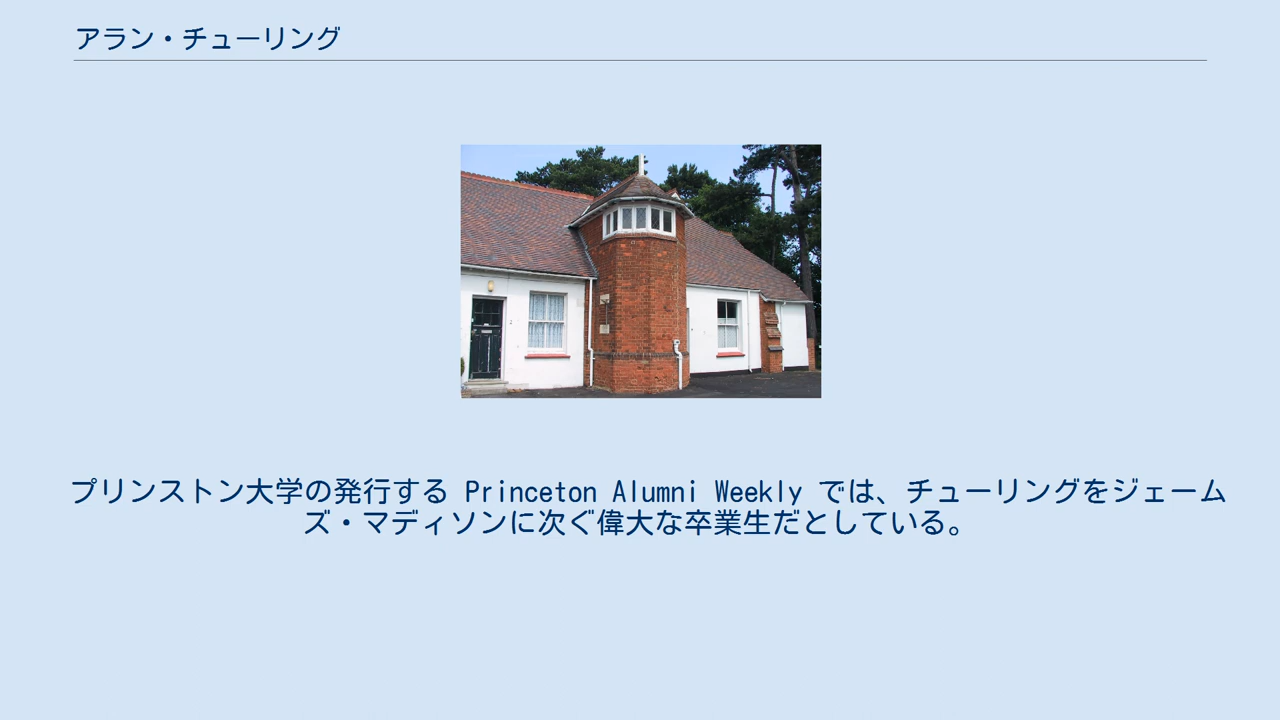 アラン・チューリング
プリンストン大学の発行する Princeton Alumni Weekly では、チューリングをジェーム
ズ・マディソンに次ぐ偉大な卒業生だとしている。